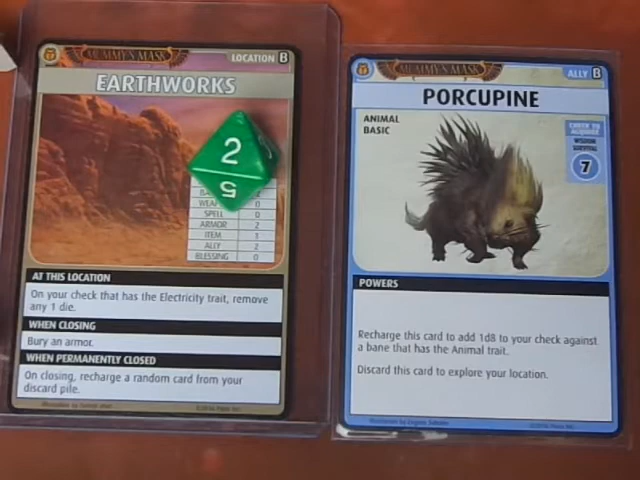 MUMMY'S MASK
LOCATION B
EARTHWORKS
2
5
WEAPON 0
SPELL 0
ARMOR 2
ITEM 1
ALLY 2
BLESSING 0
AT THIS LOCATION
On your check that has the Electricity trait, remove
any 1 die.
WHEN CLOSING
Bury an armor.
WHEN PERMANENTLY CLOSED
On closing, recharge a random card from your
discard pile.
MUMMY'S MASK
ALLY B
PORCUPINE
ANIMAL
BASIC
CHECK TO
ACQUIRE
WISDOM
SURVIVAL
7
POWERS
Recharge this card to add 1d8 to your check against
a bane that has the Animal trait.
Discard this card to explore your location.